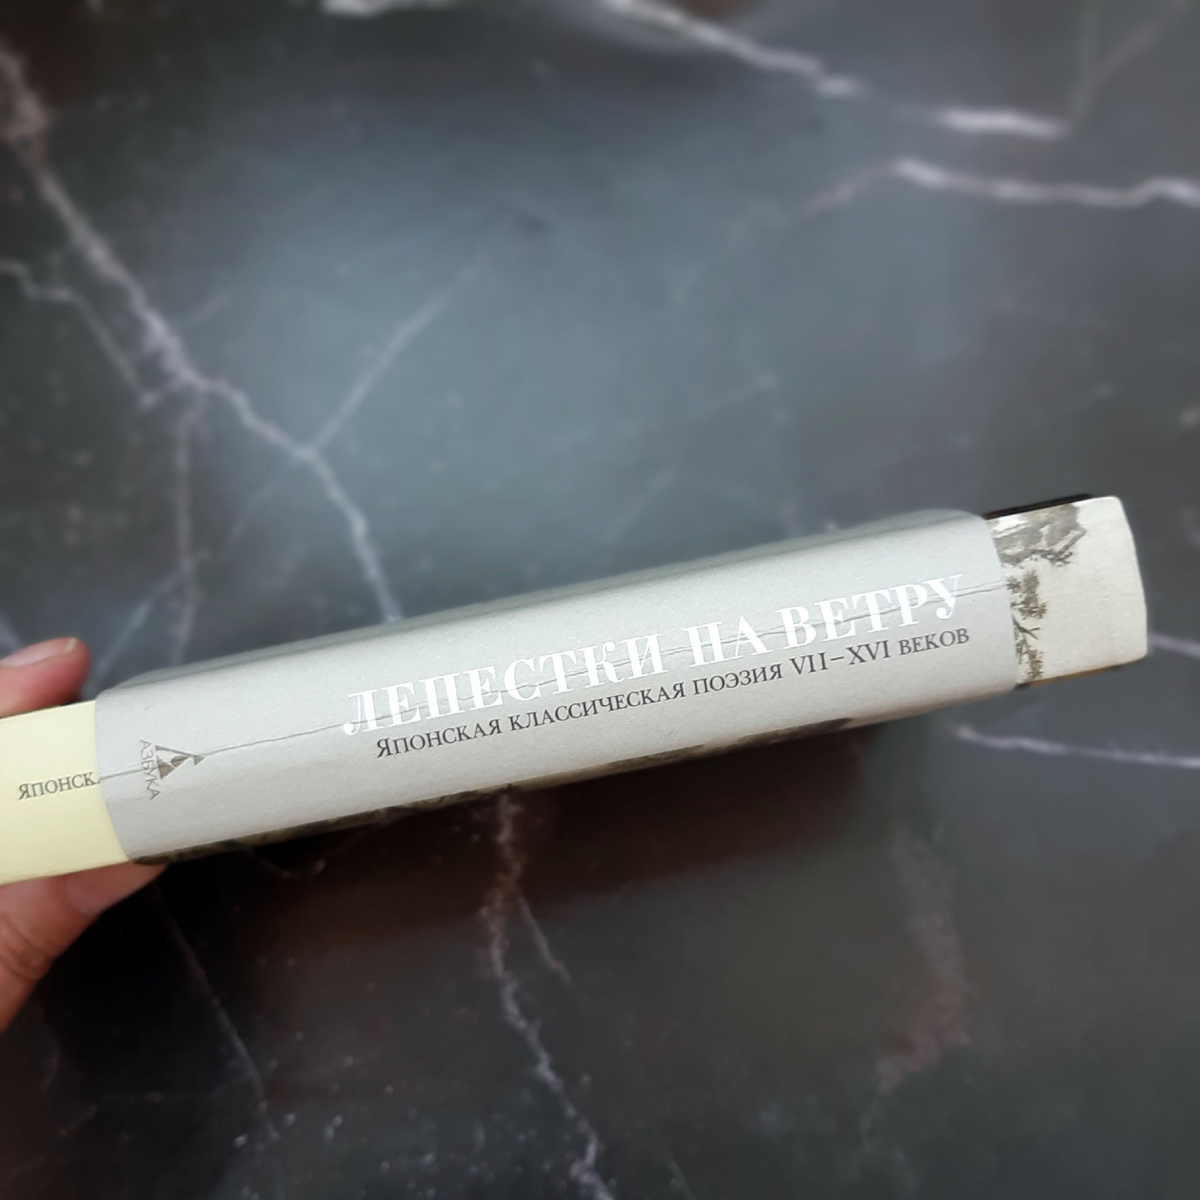 ЛЕПЕСТКИ НА ВЕТРУ
ЯПОНСКАЯ КЛАССИЧЕСКАЯ ПОЭЗИЯ VII–XVI ВЕКОВ
АЗБУКА
ЯПОНСК